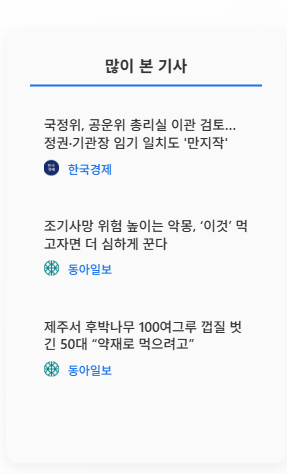 많이 본 기사
국정위, 공운위 총리실 이관 검토…
정권·기관장 임기 일치도 '만지작'
한국경제
조기사망 위험 높이는 악몽, ‘이것’ 먹
고자면 더 심하게 꾼다
동아일보
제주서 후박나무 100여그루 껍질 벗
긴 50대 “약재로 먹으려고”
동아일보